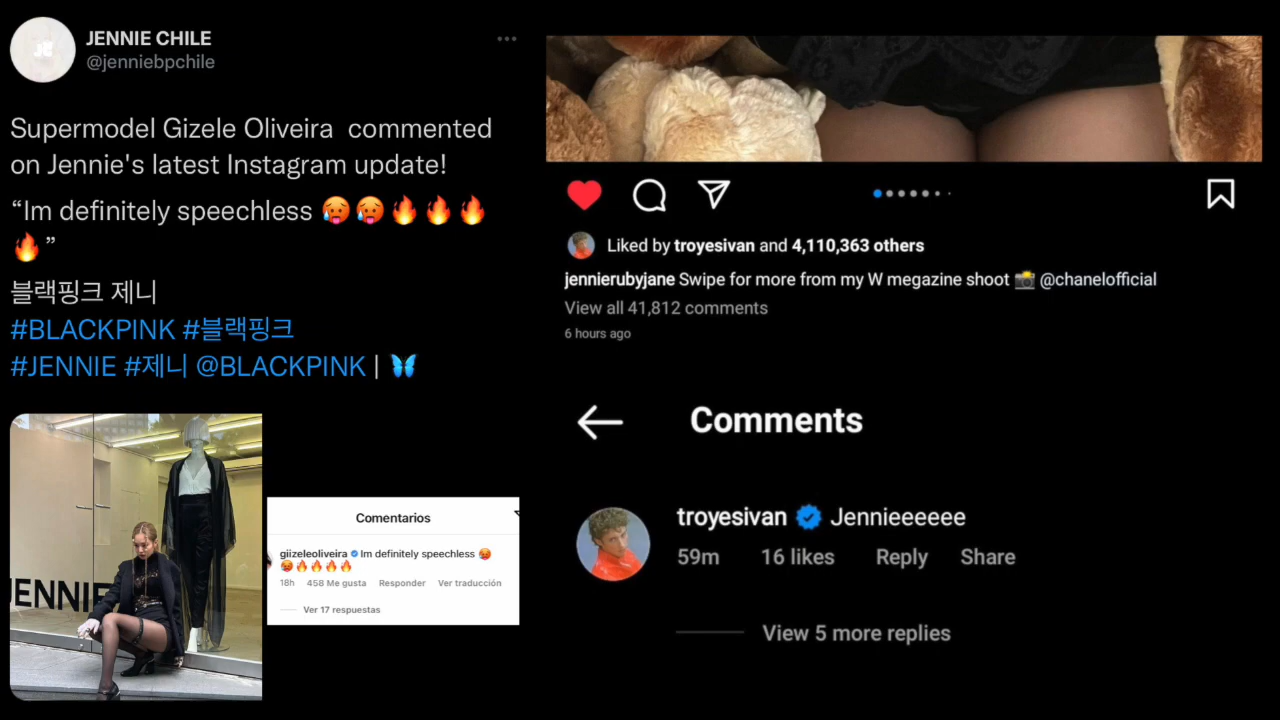 JENNIE CHILE
@jenniebpchile
Supermodel Gizele Oliveira commented
on Jennie's latest Instagram update!
“Im definitely speechless 🥵🥵🔥🔥🔥
🔥”
블랙핑크 제니
#BLACKPINK #블랙핑크
#JENNIE #제니 @BLACKPINK | 🦋
JENNIE
Comentarios
giizeleoliveira Im definitely speechless 🥵
🥵🔥🔥🔥🔥
18h 458 Me gusta Responder Ver traducción
Ver 17 respuestas
Liked by troyesivan and 4,110,363 others
jennierubyjane Swipe for more from my W megazine shoot 📸 @chanelofficial
View all 41,812 comments
6 hours ago
Comments
troyesivan Jennieeeeee
59m 16 likes Reply Share
View 5 more replies